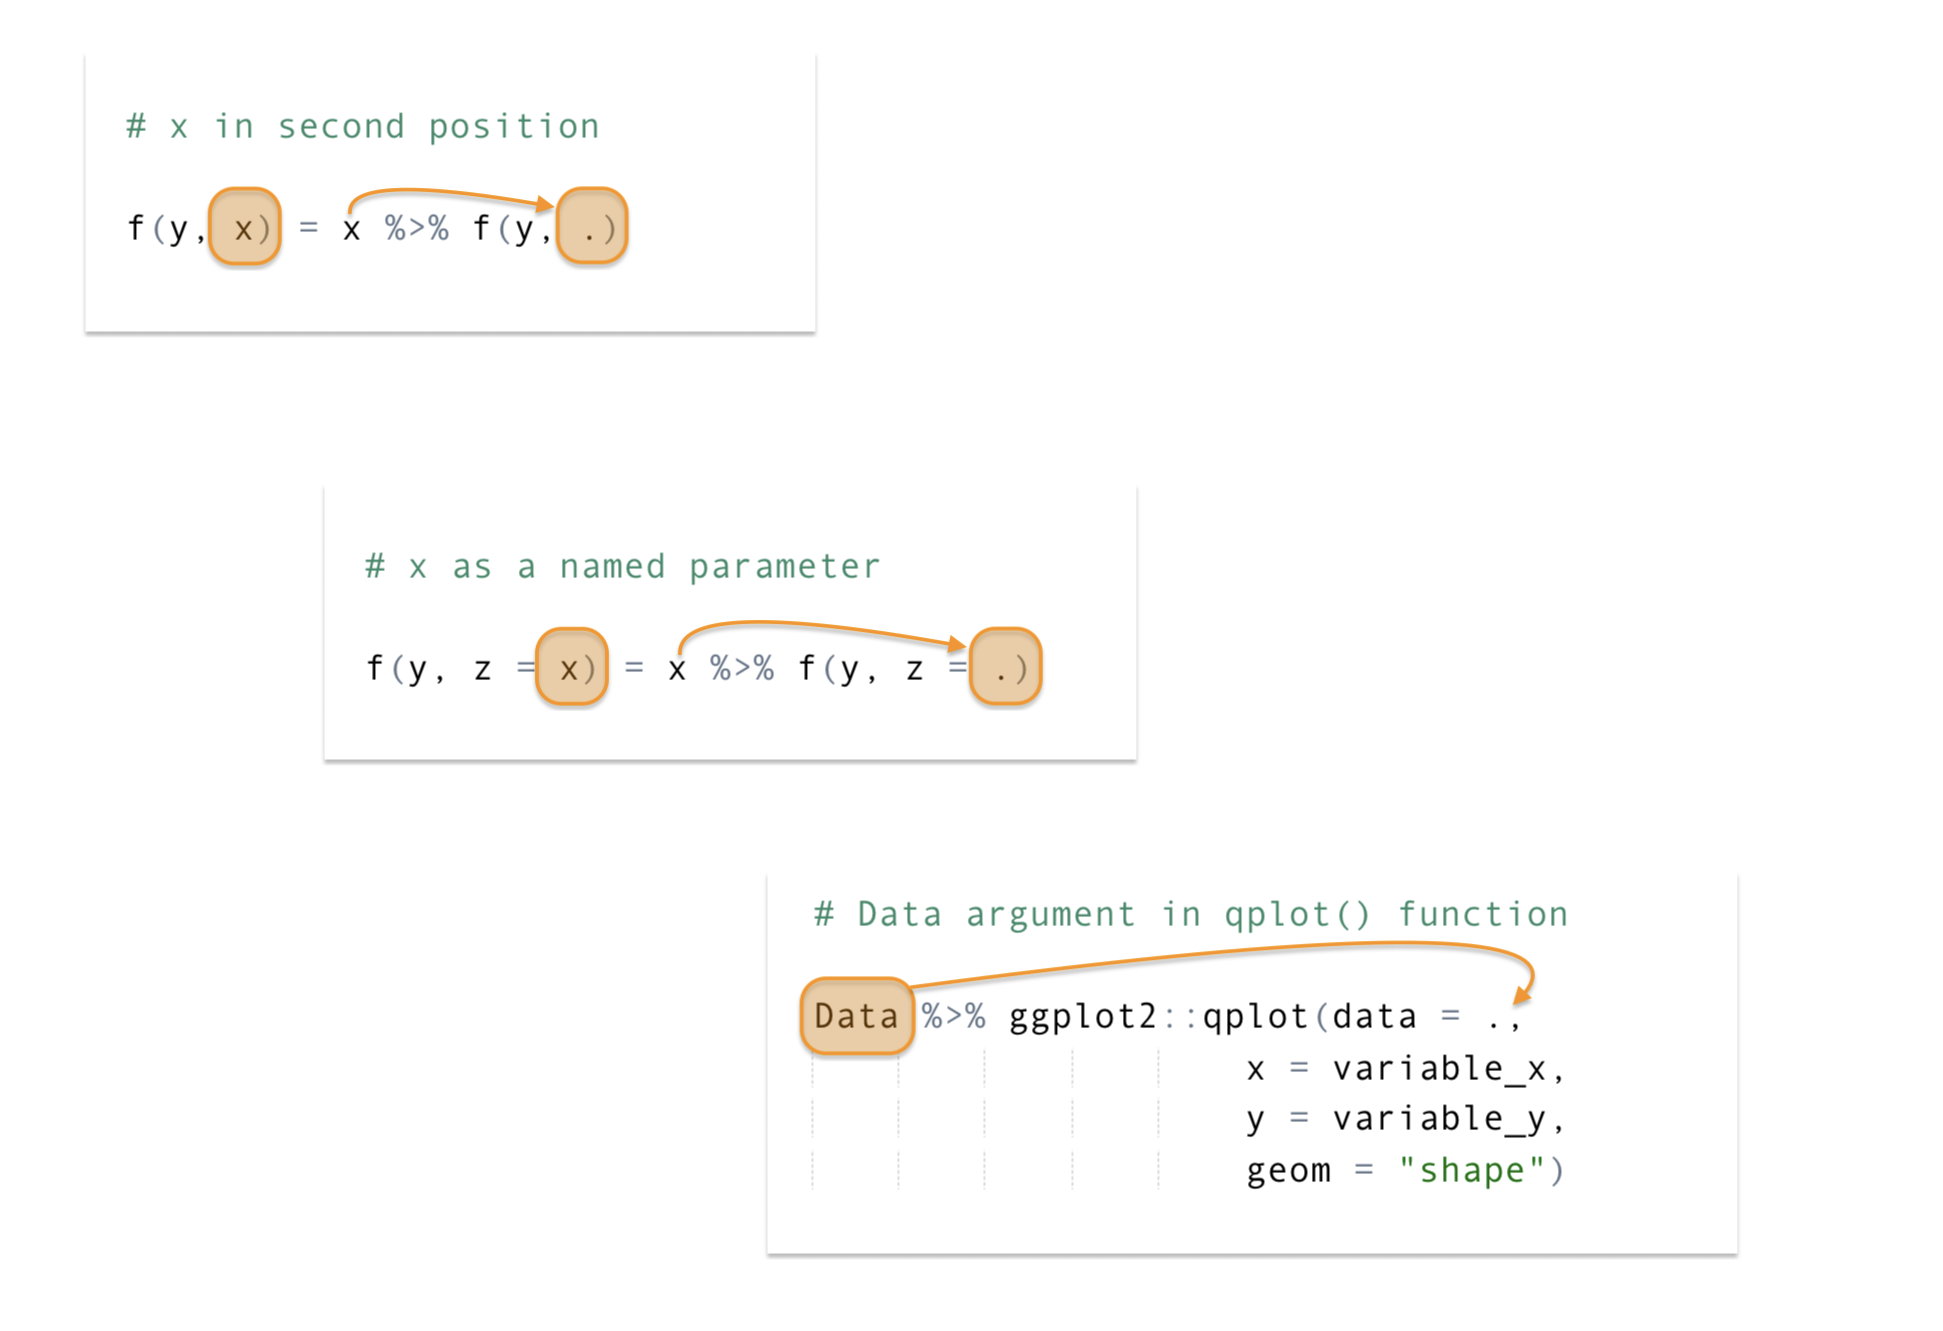 # x in second position
f(y, x) = x %>% f(y, .)
# x as a named parameter
f(y, z = x) = x %>% f(y, z = .)
# Data argument in qplot() function
Data %>% ggplot2::qplot(data = .,
x = variable_x,
y = variable_y,
geom = "shape")